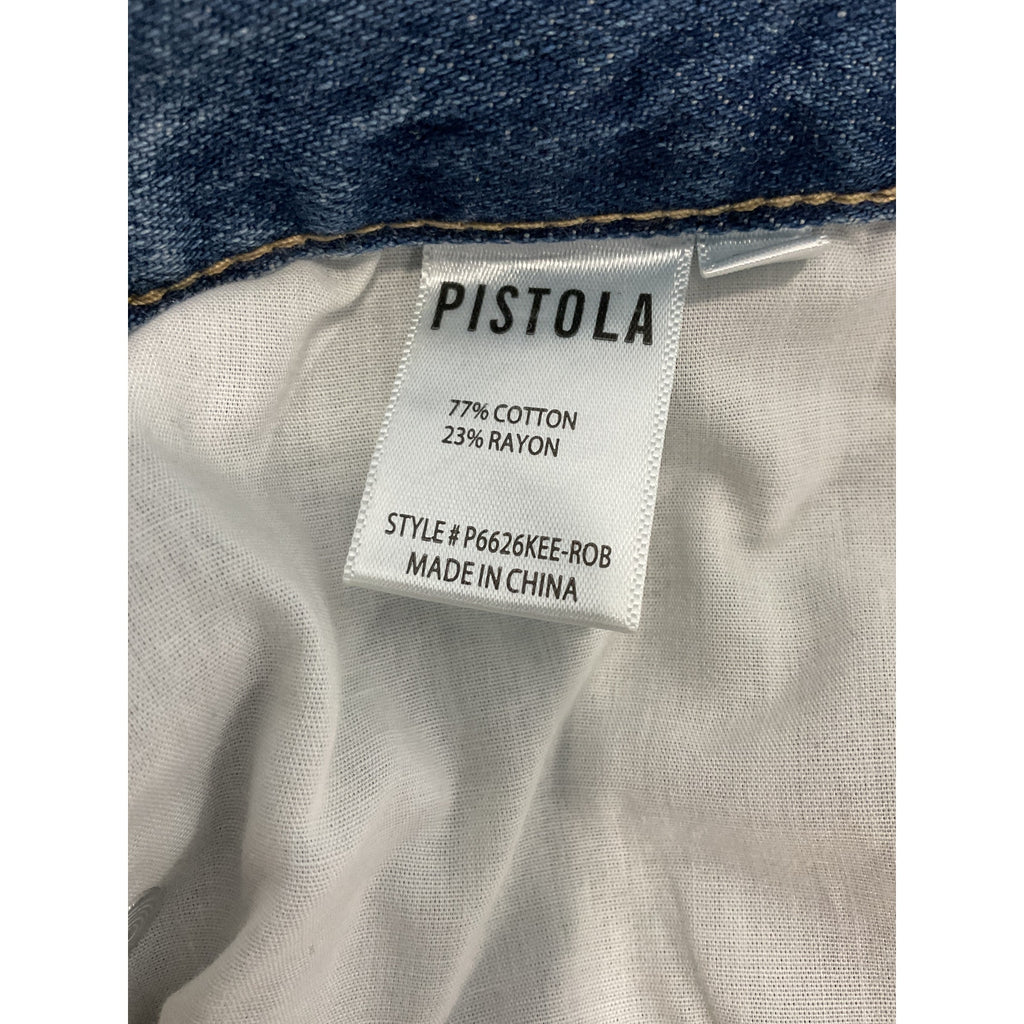 PISTOLA
77% COTTON
23% RAYON
STYLE # P6626KEE-ROB
MADE IN CHINA